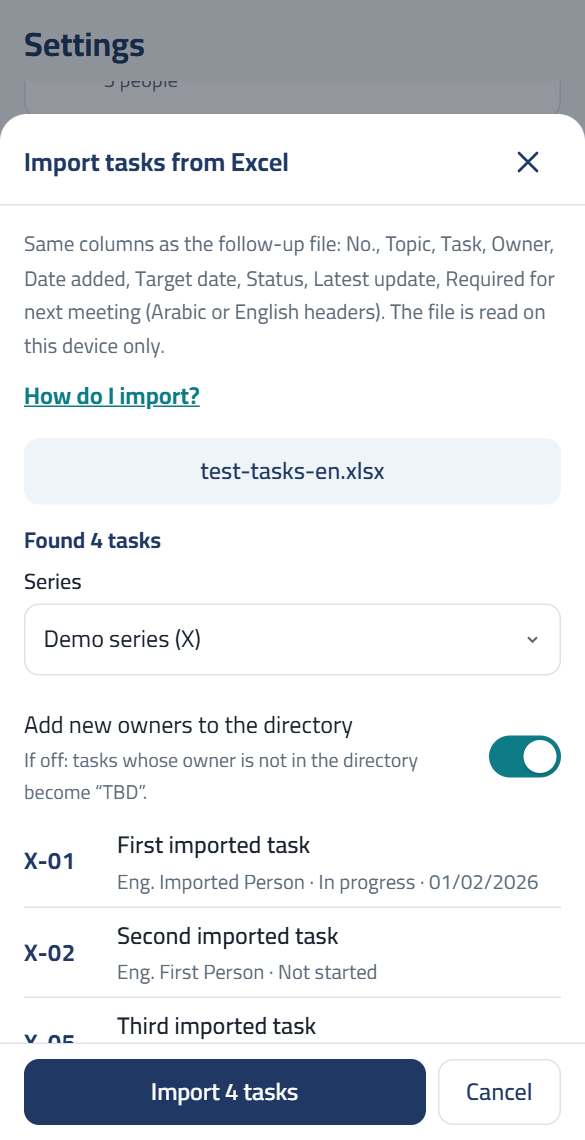 Settings
5 people
Import tasks from Excel
Same columns as the follow-up file: No., Topic, Task, Owner,
Date added, Target date, Status, Latest update, Required for
next meeting (Arabic or English headers). The file is read on
this device only.
How do I import?
test-tasks-en.xlsx
Found 4 tasks
Series
Demo series (X)
Add new owners to the directory
If off: tasks whose owner is not in the directory
become “TBD”.
X-01
First imported task
Eng. Imported Person · In progress · 01/02/2026
X-02
Second imported task
Eng. First Person · Not started
X-05
Third imported task
Import 4 tasks
Cancel